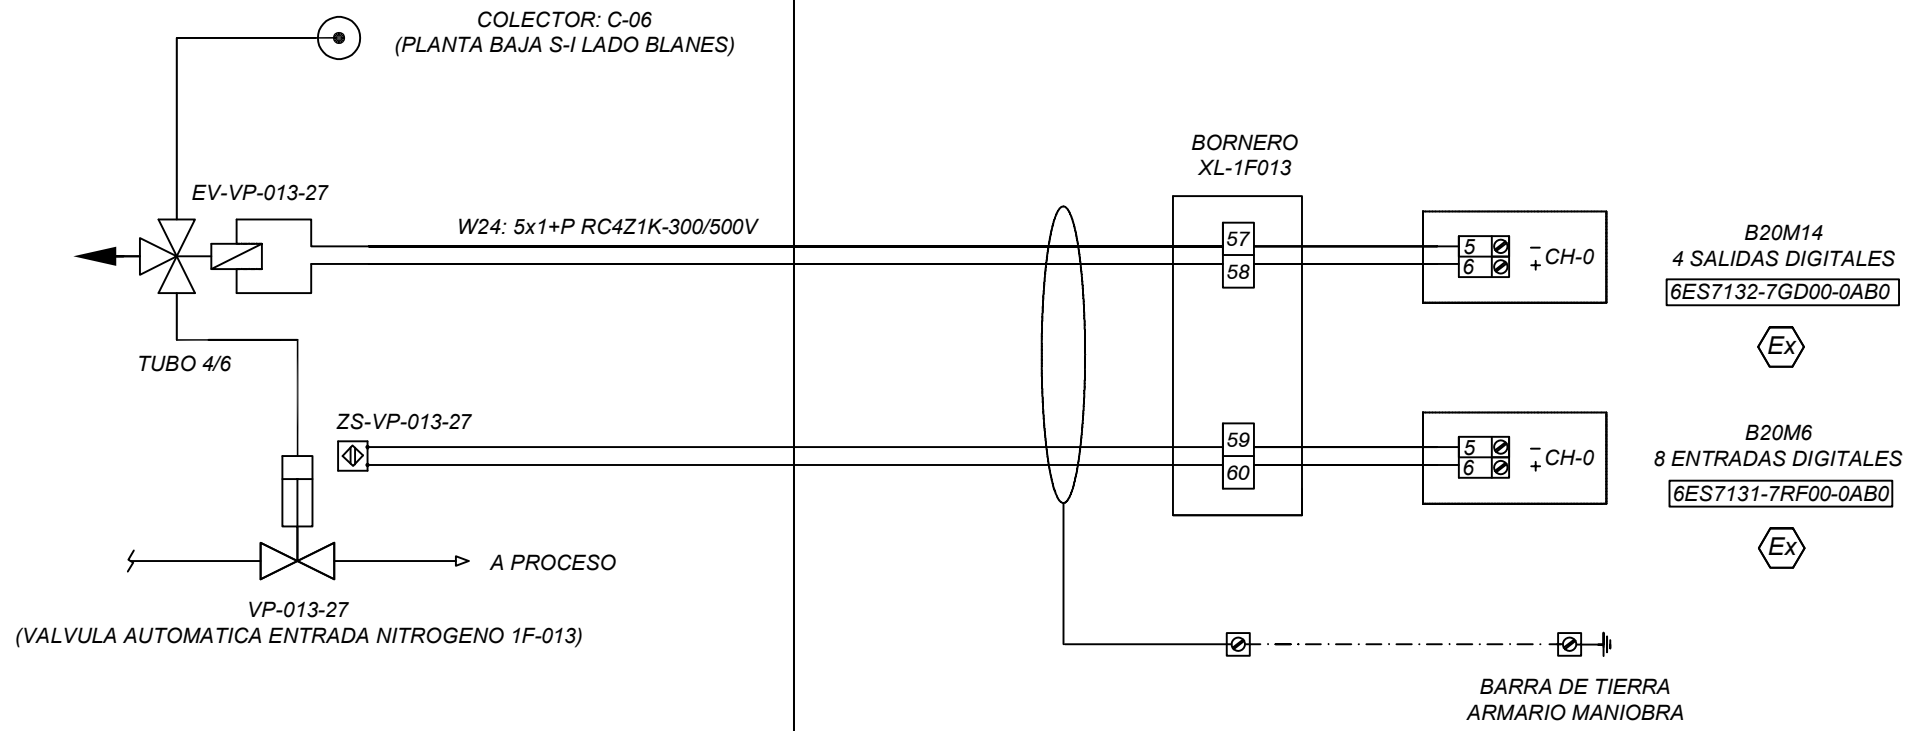 COLECTOR: C-06
(PLANTA BAJA S-I LADO BLANES)
EV-VP-013-27
W24: 5x1+P RC4Z1K-300/500V
TUBO 4/6
ZS-VP-013-27
A PROCESO
VP-013-27
(VALVULA AUTOMATICA ENTRADA NITROGENO 1F-013)
BORNERO
XL-1F013
57
58
59
60
5
6
− CH-0
+
B20M14
4 SALIDAS DIGITALES
6ES7132-7GD00-0AB0
Ex
5
6
− CH-0
+
B20M6
8 ENTRADAS DIGITALES
6ES7131-7RF00-0AB0
Ex
BARRA DE TIERRA
ARMARIO MANIOBRA